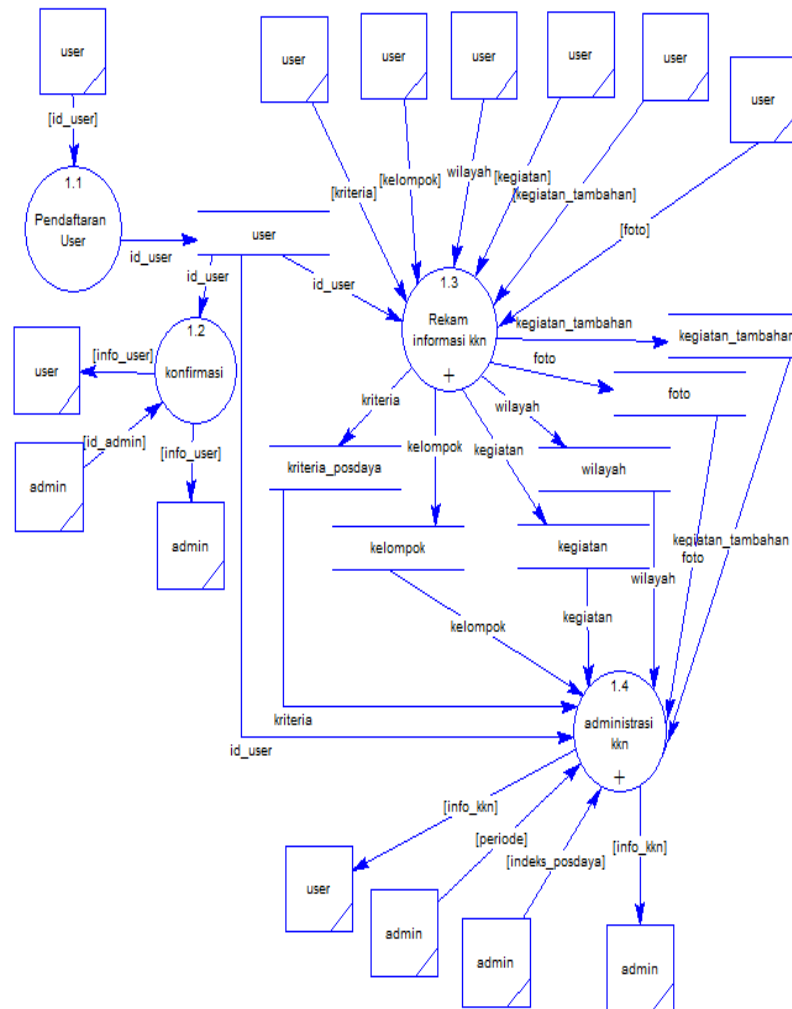 user
user
user
user
user
user
user
[id_user]
1.1
Pendaftaran
User
[kriteria]
[kelompok]
wilayah
[kegiatan]
[kegiatan_tambahan]
[foto]
id_user
user
id_user
id_user
1.2
konfirmasi
[info_user]
user
[id_admin]
admin
[info_user]
admin
1.3
Rekam
informasi kkn
+
kegiatan_tambahan
kegiatan_tambahan
foto
foto
kriteria
kelompok
kegiatan
wilayah
kriteria_posdaya
wilayah
kelompok
kegiatan
kegiatan_tambahan
foto
wilayah
kelompok
kegiatan
kriteria
id_user
1.4
administrasi
kkn
+
[info_kkn]
[periode]
[indeks_posdaya]
[info_kkn]
user
admin
admin
admin